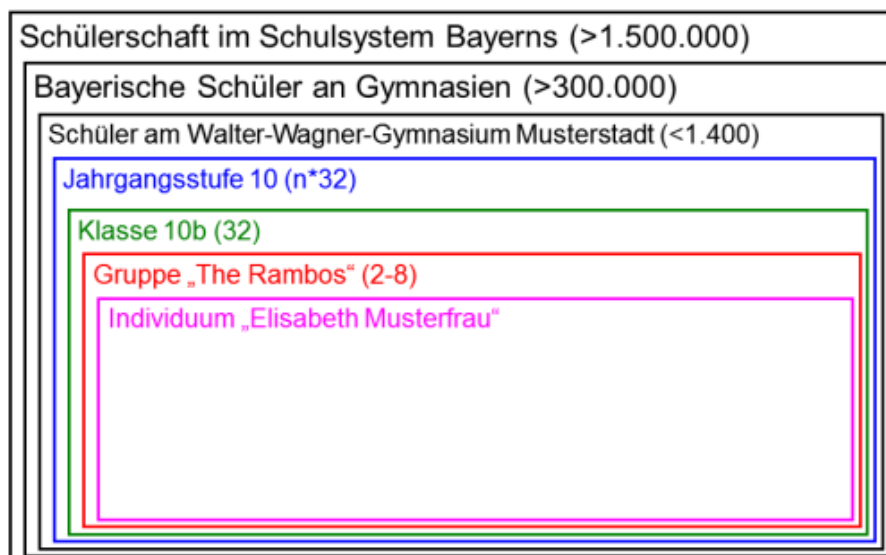 Schülerschaft im Schulsystem Bayerns (>1.500.000)
Bayerische Schüler an Gymnasien (>300.000)
Schüler am Walter-Wagner-Gymnasium Musterstadt (<1.400)
Jahrgangsstufe 10 (n*32)
Klasse 10b (32)
Gruppe „The Rambos“ (2-8)
Individuum „Elisabeth Musterfrau“